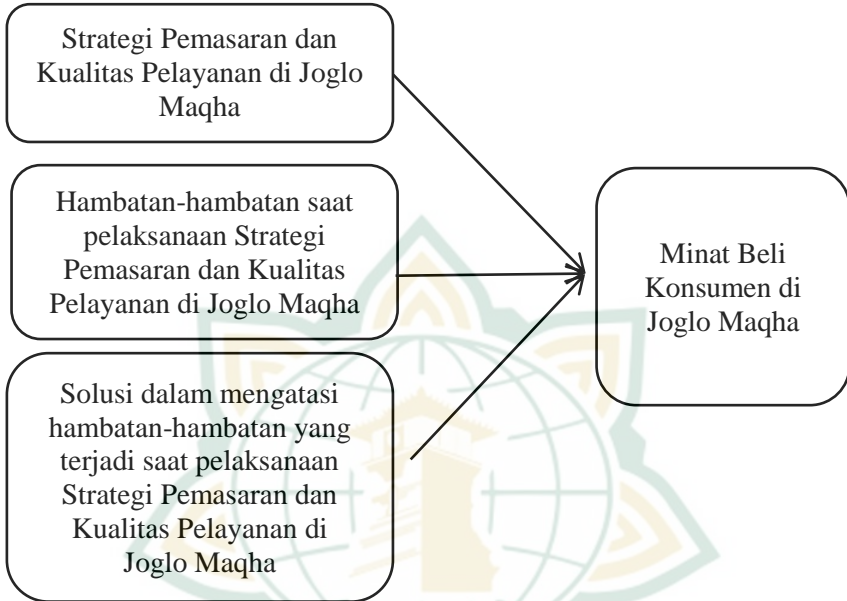 Strategi Pemasaran dan
Kualitas Pelayanan di Joglo
Maqha
Hambatan-hambatan saat
pelaksanaan Strategi
Pemasaran dan Kualitas
Pelayanan di Joglo Maqha
Solusi dalam mengatasi
hambatan-hambatan yang
terjadi saat pelaksanaan
Strategi Pemasaran dan
Kualitas Pelayanan di
Joglo Maqha
Minat Beli
Konsumen di
Joglo Maqha